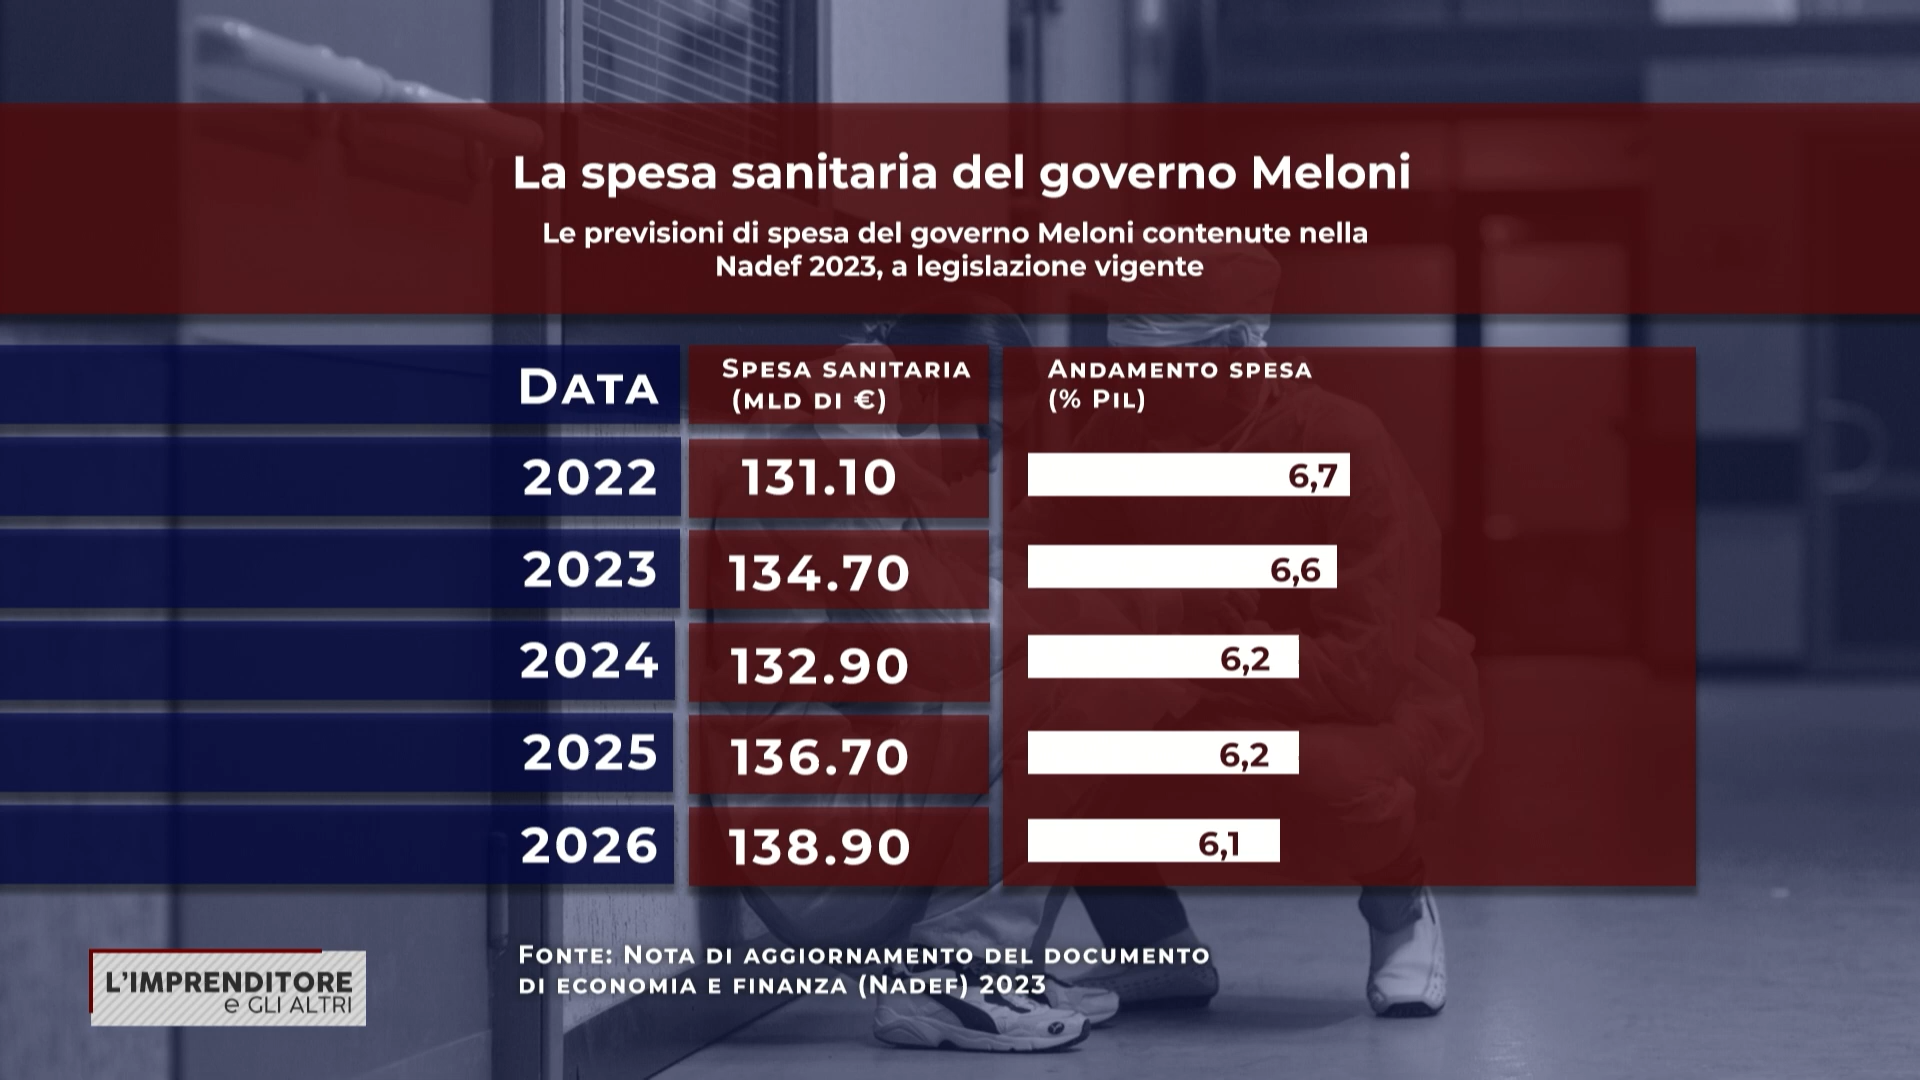 La spesa sanitaria del governo Meloni
Le previsioni di spesa del governo Meloni contenute nella
Nadef 2023, a legislazione vigente
DATA
SPESA SANITARIA
(MLD DI €)
ANDAMENTO SPESA
(% PIL)
2022 131.10 6,7
2023 134.70 6,6
2024 132.90 6,2
2025 136.70 6,2
2026 138.90 6,1
FONTE: NOTA DI AGGIORNAMENTO DEL DOCUMENTO
DI ECONOMIA E FINANZA (NADEF) 2023
L'IMPRENDITORE
e GLI ALTRI